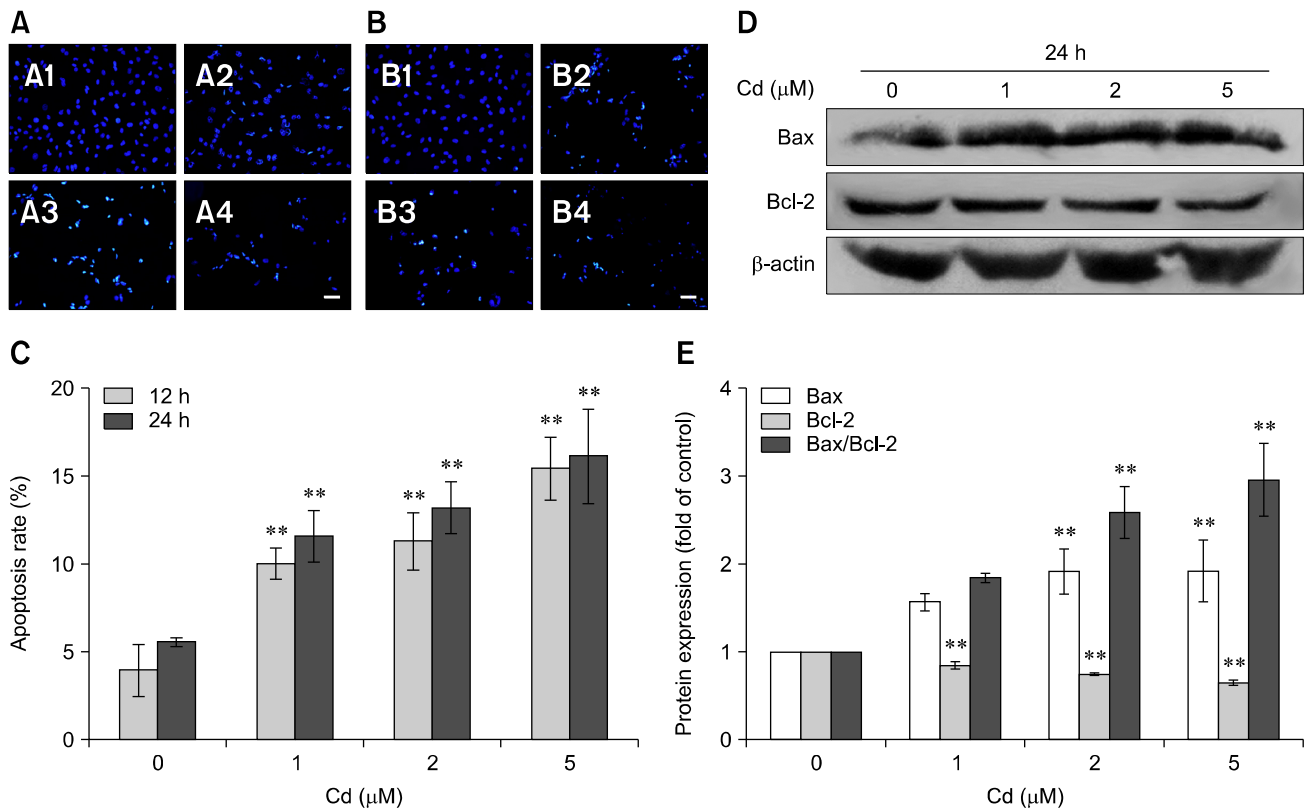 A
B
A1 A2 B1 B2
A3 A4 B3 B4
D
24 h
Cd (μM) 0 1 2 5
Bax
Bcl-2
β-actin
C
20
15
10
5
0
Apoptosis rate (%)
12 h
24 h
** ** ** ** ** **
0 1 2 5
Cd (μM)
E
4
3
2
1
0
Protein expression (fold of control)
Bax
Bcl-2
Bax/Bcl-2
** ** ** ** ** ** **
0 1 2 5
Cd (μM)